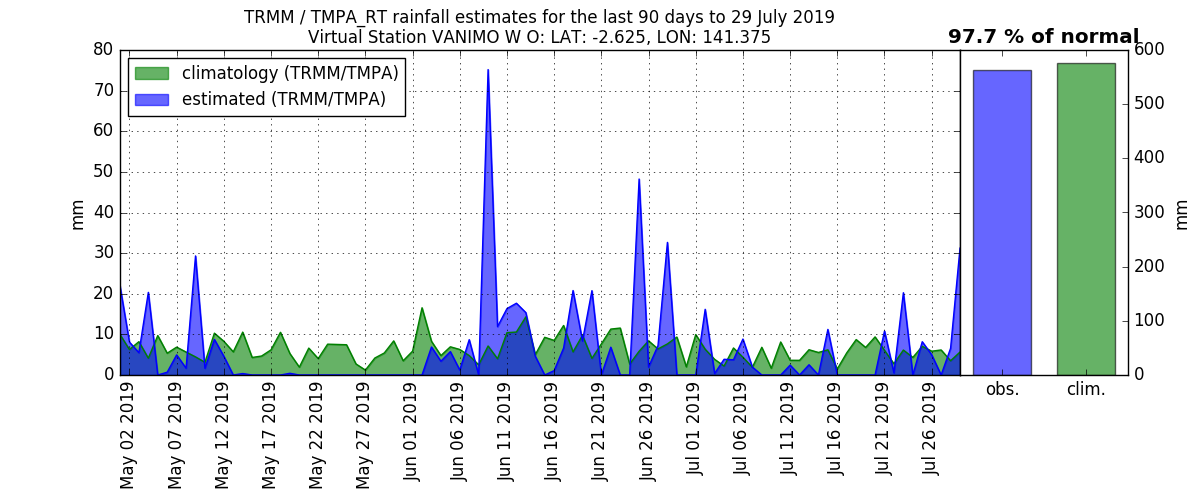 TRMM / TMPA_RT rainfall estimates for the last 90 days to 29 July 2019
Virtual Station VANIMO W O: LAT: -2.625, LON: 141.375
97.7 % of normal
climatology (TRMM/TMPA)
estimated (TRMM/TMPA)
80
70
60
50
40
30
20
10
0
mm
May 02 2019
May 07 2019
May 12 2019
May 17 2019
May 22 2019
May 27 2019
Jun 01 2019
Jun 06 2019
Jun 11 2019
Jun 16 2019
Jun 21 2019
Jun 26 2019
Jul 01 2019
Jul 06 2019
Jul 11 2019
Jul 16 2019
Jul 21 2019
Jul 26 2019
obs.
clim.
600
500
400
300
200
100
0
mm